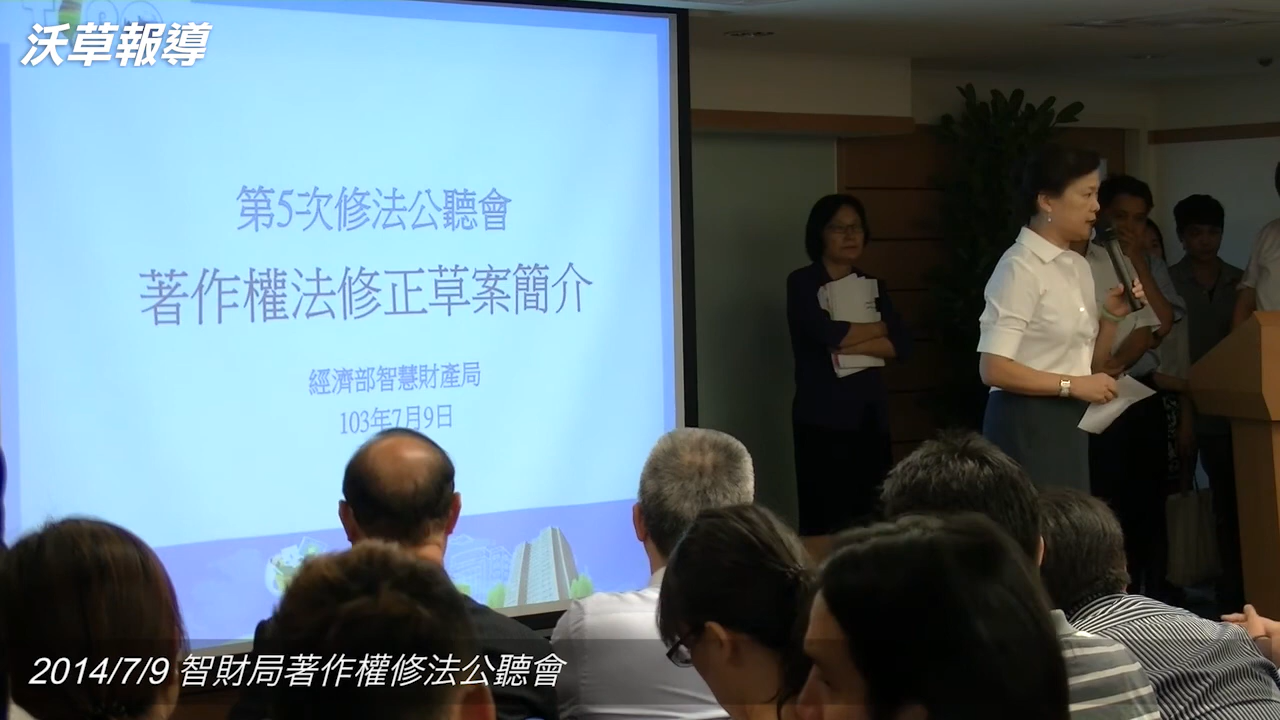 沃草報導
第5次修法公聽會
著作權法修正草案簡介
經濟部智慧財產局
103年7月9日
2014/7/9 智財局著作權修法公聽會